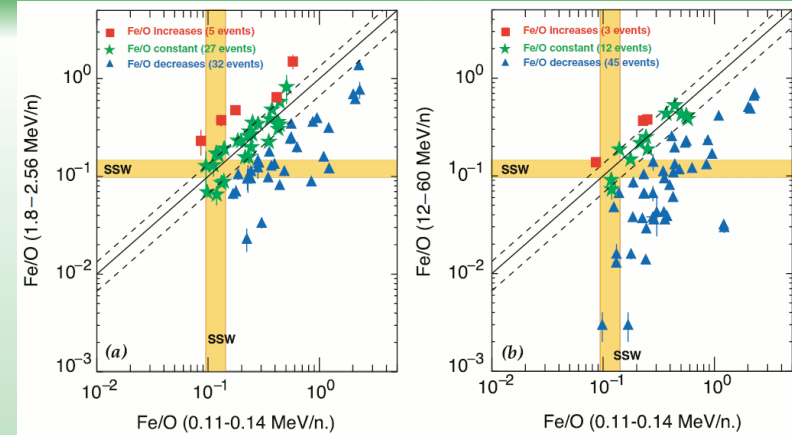 Fe/O increases (5 events)
Fe/O constant (27 events)
Fe/O decreases (32 events)
10⁰
10⁻¹
10⁻²
10⁻³
Fe/O (1.8–2.56 MeV/n)
SSW
SSW
(a)
10⁻²
10⁻¹
10⁰
Fe/O (0.11-0.14 MeV/n.)
Fe/O increases (3 events)
Fe/O constant (12 events)
Fe/O decreases (45 events)
10⁰
10⁻¹
10⁻²
10⁻³
Fe/O (12–60 MeV/n)
SSW
SSW
(b)
10⁻²
10⁻¹
10⁰
Fe/O (0.11-0.14 MeV/n.)